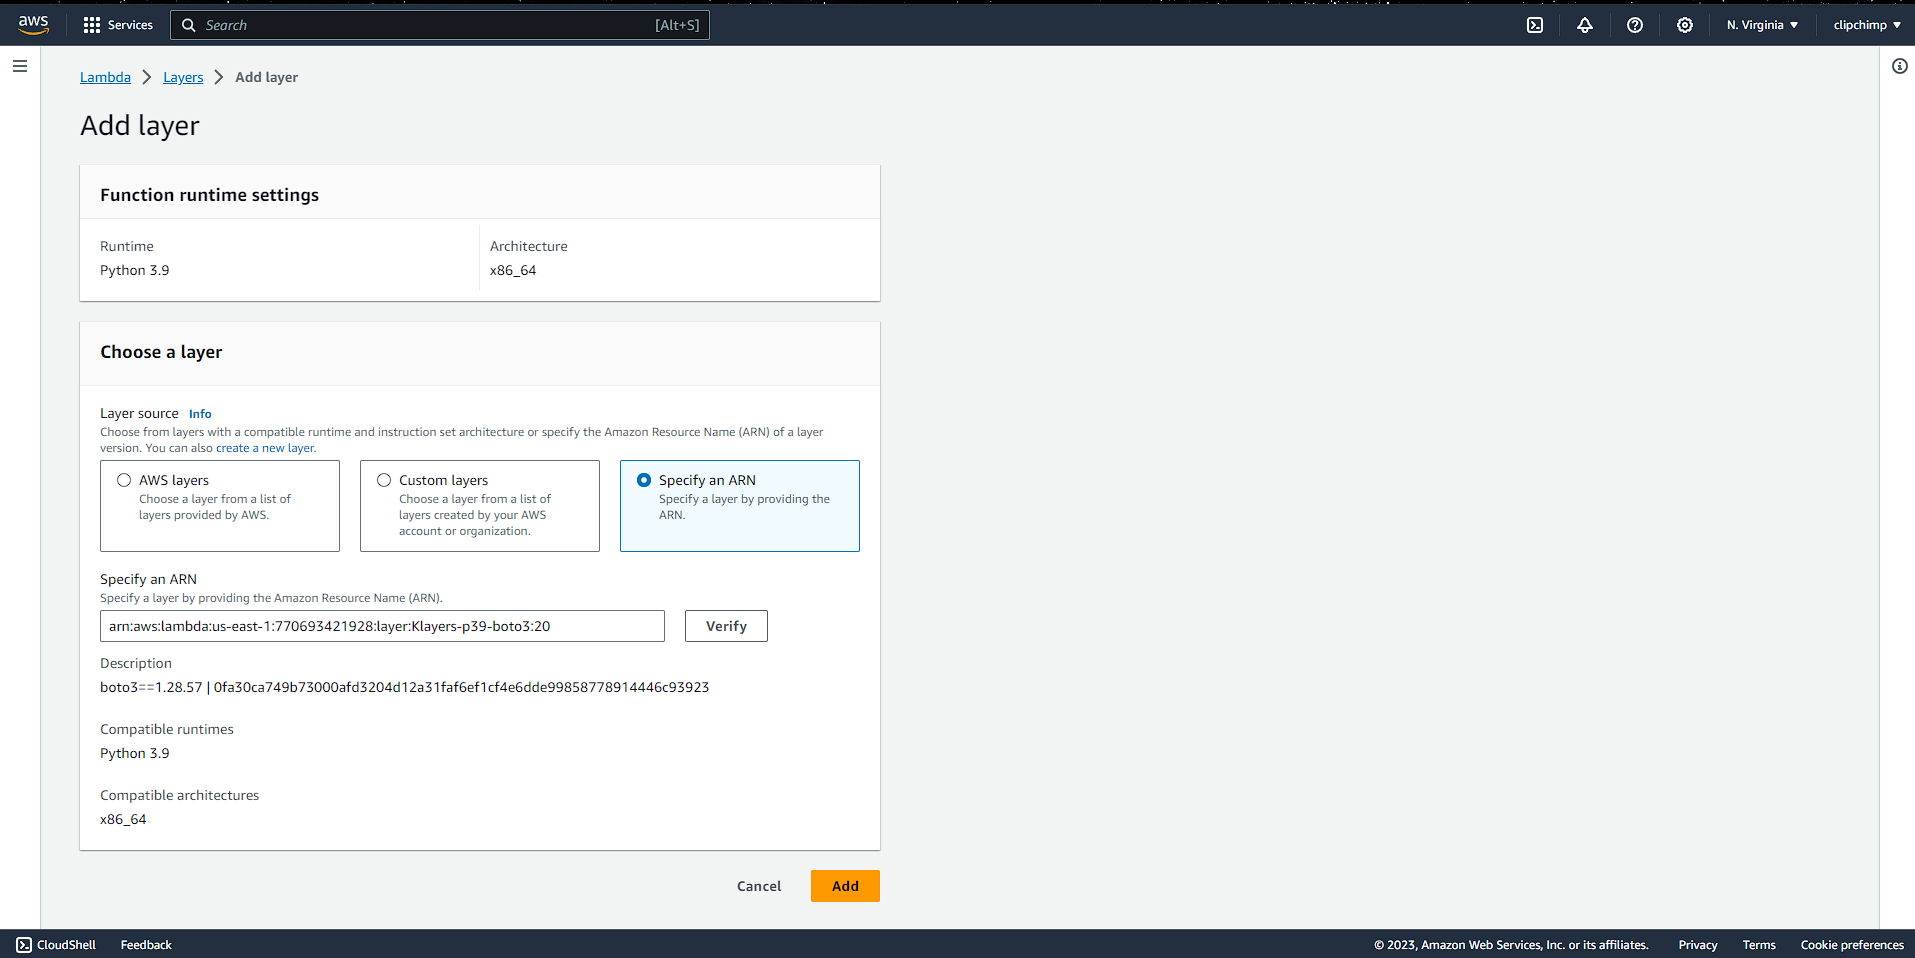 aws
Services
Search
[Alt+S]
N. Virginia
clipchimp
Lambda
Layers
Add layer
Add layer
Function runtime settings
Runtime
Python 3.9
Architecture
x86_64
Choose a layer
Layer source Info
Choose from layers with a compatible runtime and instruction set architecture or specify the Amazon Resource Name (ARN) of a layer
version. You can also create a new layer.
AWS layers
Choose a layer from a list of
layers provided by AWS.
Custom layers
Choose a layer from a list of
layers created by your AWS
account or organization.
Specify an ARN
Specify a layer by providing the
ARN.
Specify an ARN
Specify a layer by providing the Amazon Resource Name (ARN).
arn:aws:lambda:us-east-1:770693421928:layer:Klayers-p39-boto3:20
Verify
Description
boto3==1.28.57 | 0fa30ca749b73000afd3204d12a31faf6ef1cf4e6dde99858778914446c93923
Compatible runtimes
Python 3.9
Compatible architectures
x86_64
Cancel
Add
CloudShell
Feedback
© 2023, Amazon Web Services, Inc. or its affiliates.
Privacy
Terms
Cookie preferences